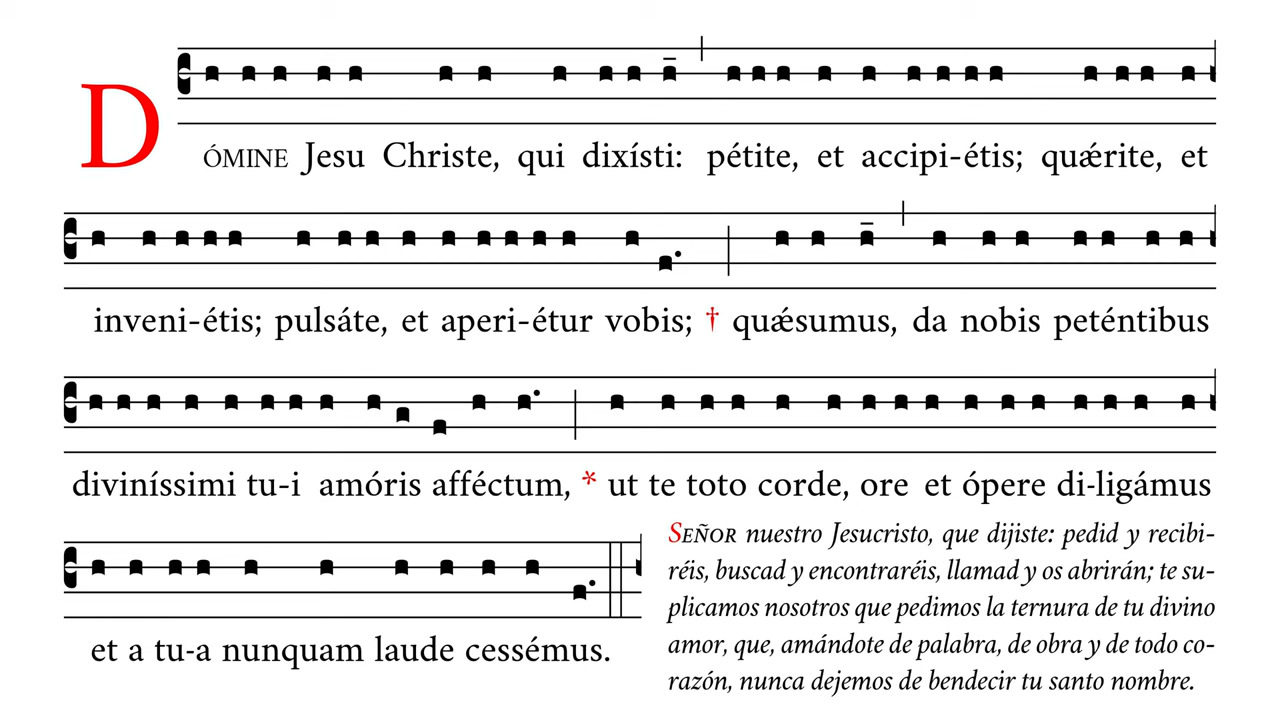 DÓMINE Jesu Christe, qui dixísti: pétite, et accipi-étis; quǽrite, et
inveni-étis; pulsáte, et aperi-étur vobis; † quǽsumus, da nobis peténtibus
diviníssimi tu-i amóris afféctum, * ut te toto corde, ore et ópere di-ligámus
et a tu-a nunquam laude cessémus.
SEÑOR nuestro Jesucristo, que dijiste: pedid y recibi-
réis, buscad y encontraréis, llamad y os abrirán; te su-
plicamos nosotros que pedimos la ternura de tu divino
amor, que, amándote de palabra, de obra y de todo co-
razón, nunca dejemos de bendecir tu santo nombre.